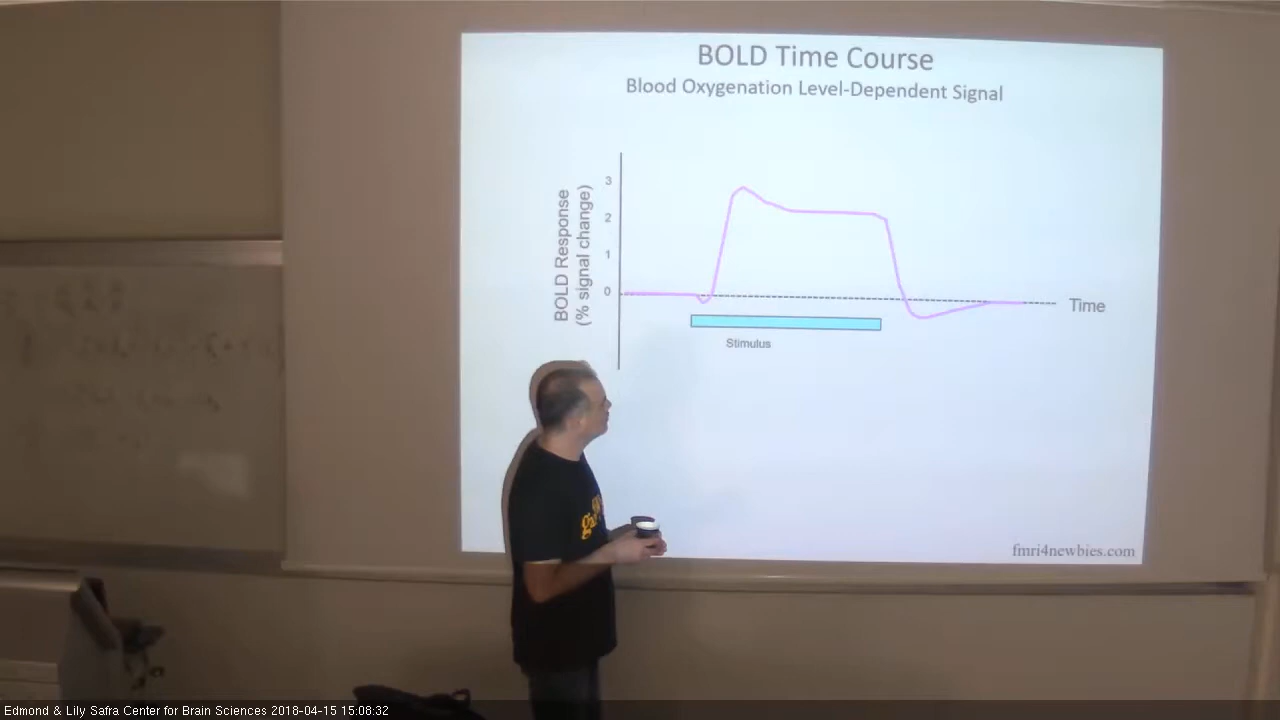 BOLD Time Course
Blood Oxygenation Level-Dependent Signal
BOLD Response
(% signal change)
3
2
1
0
Time
Stimulus
fmri4newbies.com
Edmond & Lily Safra Center for Brain Sciences 2018-04-15 15:08:32